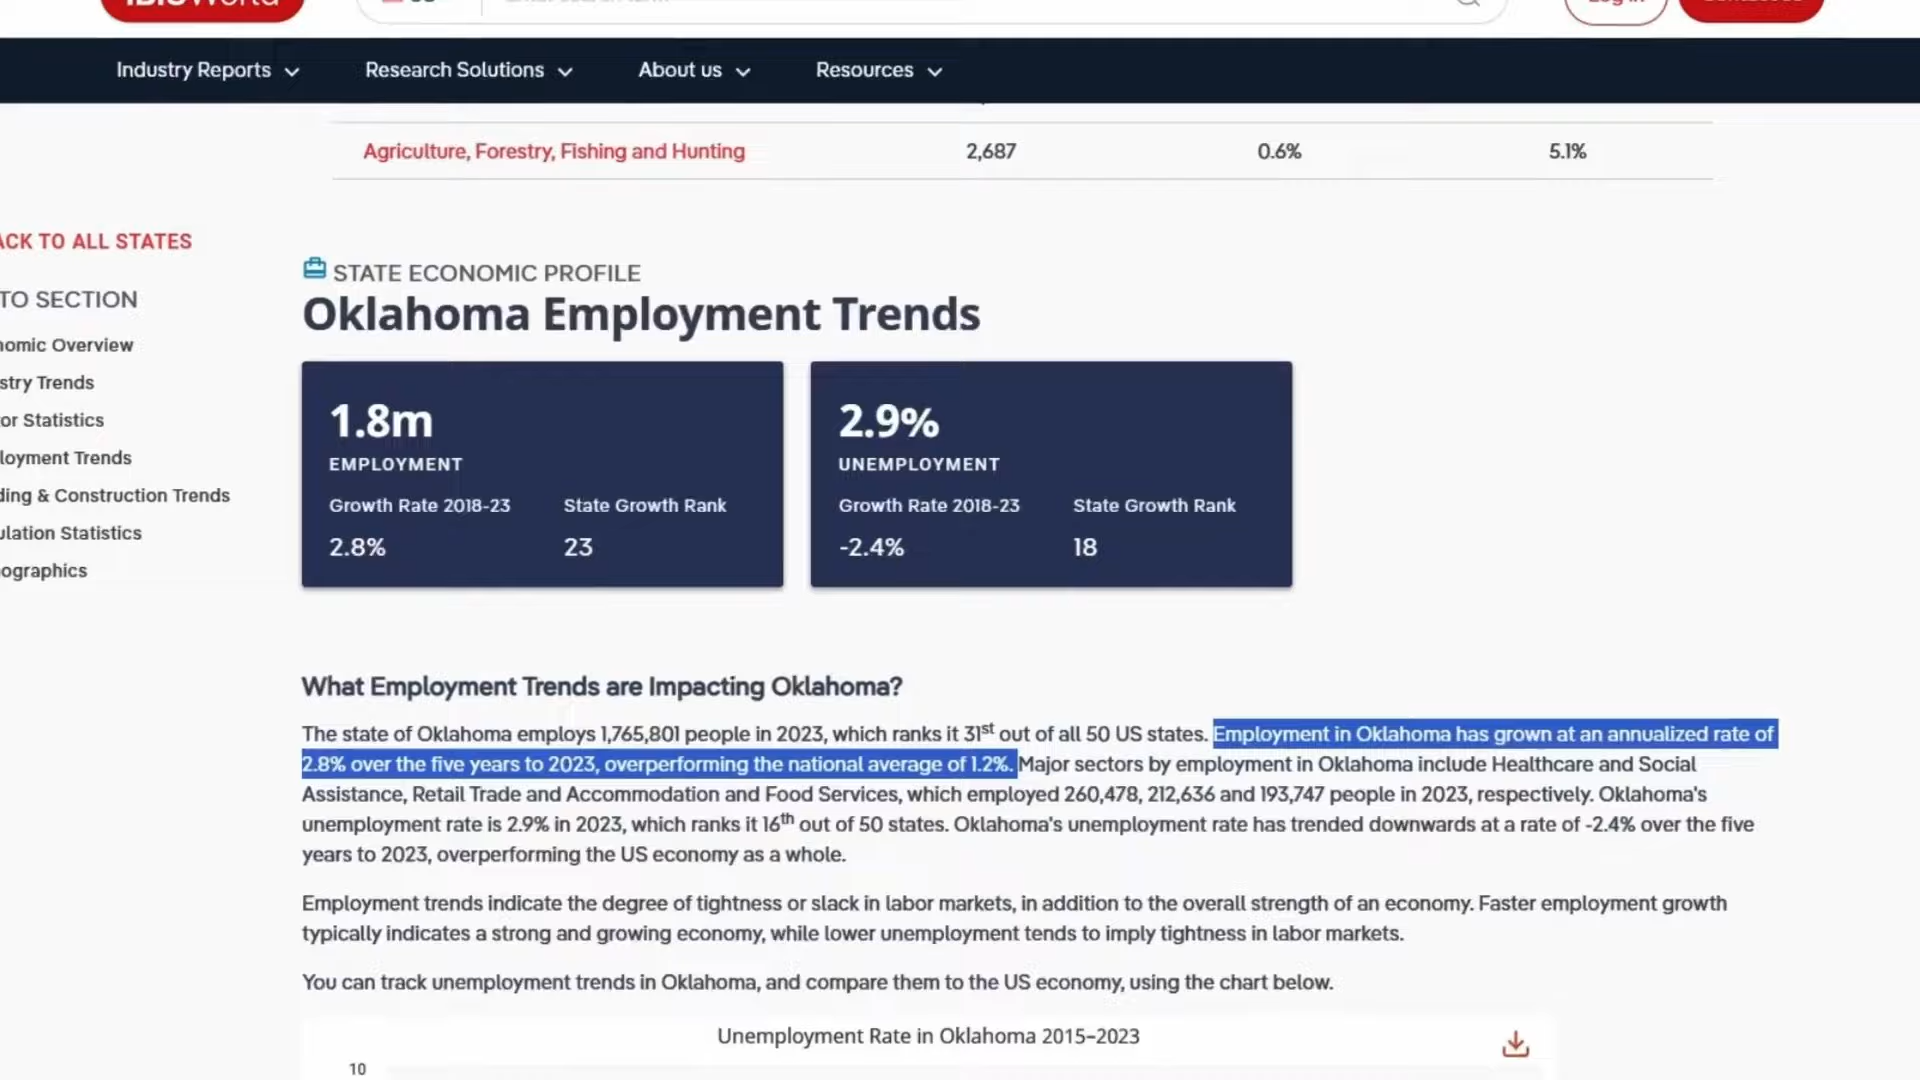 IBISWorld
Industry Reports
Research Solutions
About us
Resources
Agriculture, Forestry, Fishing and Hunting 2,687 0.6% 5.1%
ACK TO ALL STATES
TO SECTION
nomic Overview
stry Trends
or Statistics
loyment Trends
ding & Construction Trends
ulation Statistics
ographics
STATE ECONOMIC PROFILE
Oklahoma Employment Trends
1.8m
EMPLOYMENT
Growth Rate 2018-23 State Growth Rank
2.8% 23
2.9%
UNEMPLOYMENT
Growth Rate 2018-23 State Growth Rank
-2.4% 18
What Employment Trends are Impacting Oklahoma?
The state of Oklahoma employs 1,765,801 people in 2023, which ranks it 31st out of all 50 US states. Employment in Oklahoma has grown at an annualized rate of
2.8% over the five years to 2023, overperforming the national average of 1.2%. Major sectors by employment in Oklahoma include Healthcare and Social
Assistance, Retail Trade and Accommodation and Food Services, which employed 260,478, 212,636 and 193,747 people in 2023, respectively. Oklahoma's
unemployment rate is 2.9% in 2023, which ranks it 16th out of 50 states. Oklahoma's unemployment rate has trended downwards at a rate of -2.4% over the five
years to 2023, overperforming the US economy as a whole.
Employment trends indicate the degree of tightness or slack in labor markets, in addition to the overall strength of an economy. Faster employment growth
typically indicates a strong and growing economy, while lower unemployment tends to imply tightness in labor markets.
You can track unemployment trends in Oklahoma, and compare them to the US economy, using the chart below.
Unemployment Rate in Oklahoma 2015–2023
10